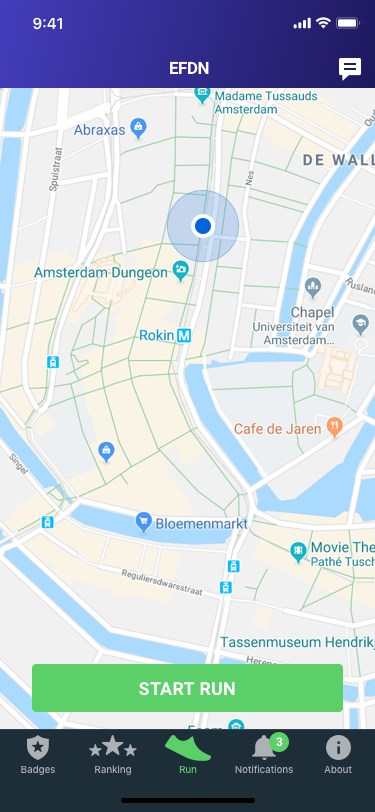 9:41
EFDN
Madame Tussauds
Amsterdam
Abraxas
Spuistraat
Nes
DE WALL
Amsterdam Dungeon
Ruslan
Chapel
Universiteit van
Amsterdam...
Rokin M
Cafe de Jaren
Singel
Bloemenmarkt
Movie The
Pathé Tusch
Reguliersdwarsstraat
Tassenmuseum Hendrik
Heren
START RUN
3
Badges
Ranking
Run
Notifications
About